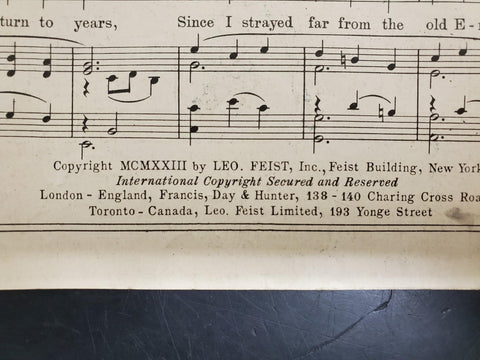 turn to years, Since I strayed far from the old E-
Copyright MCMXXIII by LEO. FEIST, Inc., Feist Building, New York
International Copyright Secured and Reserved
London - England, Francis, Day & Hunter, 138 - 140 Charing Cross Roa
Toronto - Canada, Leo. Feist Limited, 193 Yonge Street